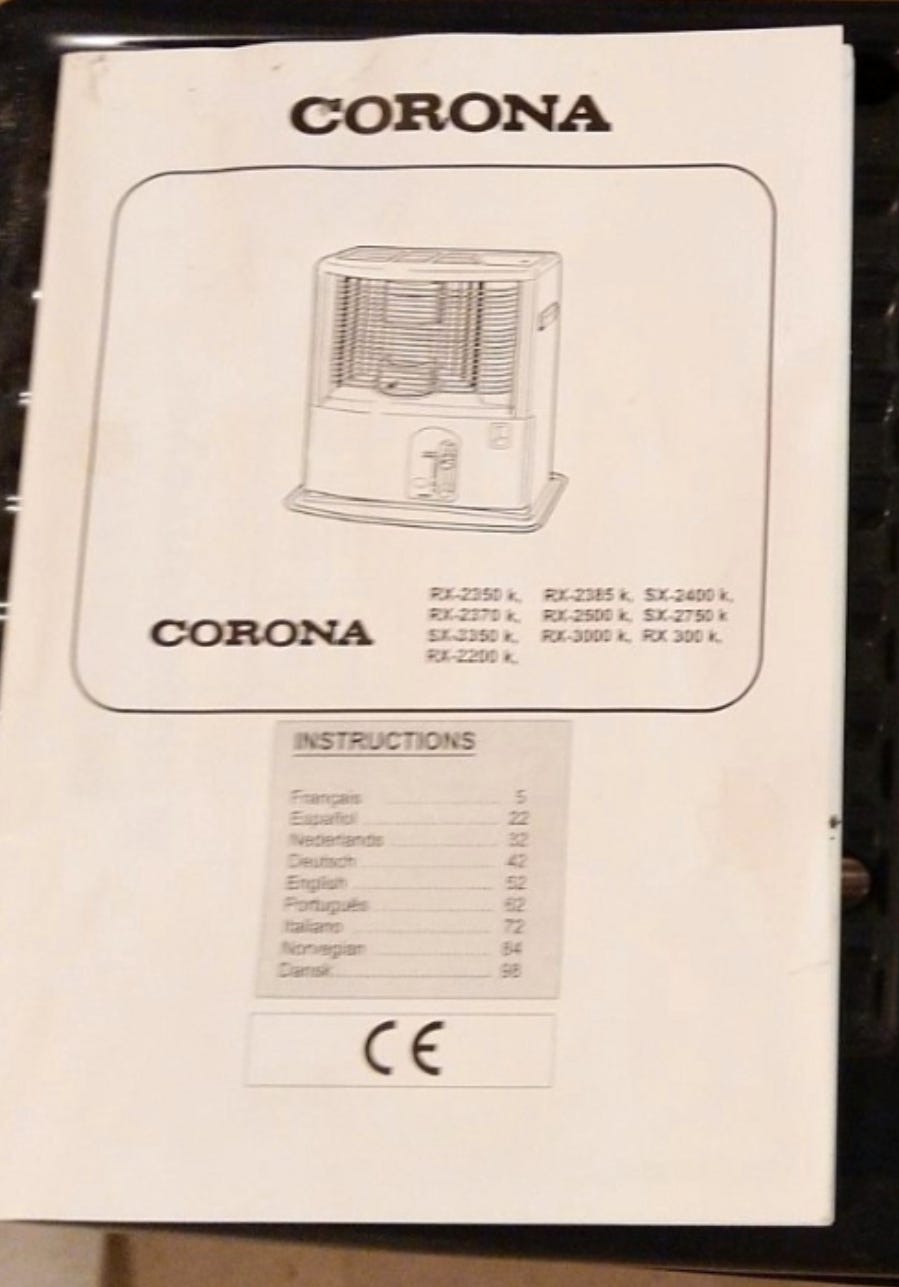 CORONA
RX-2350 k, RX-2385 k, SX-2400 k,
RX-2370 k, RX-2500 k, SX-2750 k
SX-3350 k, RX-3000 k, RX 300 k,
RX-2200 k,
CORONA
INSTRUCTIONS
Français 5
Español 22
Nederlands 32
Deutsch 42
English 52
Português 62
Italiano 72
Norvegian 84
Dansk 98
CE